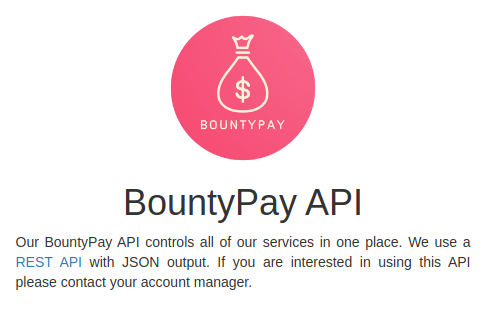 $
BOUNTYPAY
BountyPay API
Our BountyPay API controls all of our services in one place. We use a
REST API with JSON output. If you are interested in using this API
please contact your account manager.